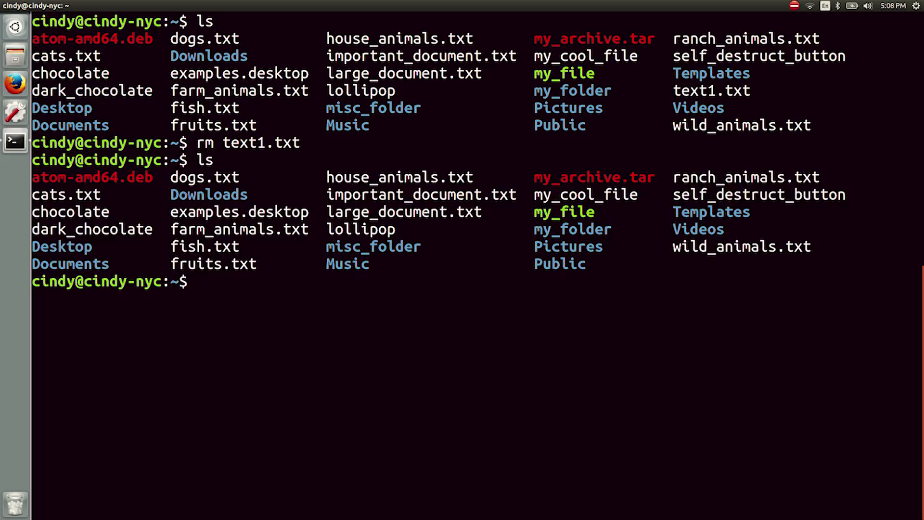 cindy@cindy-nyc: ~ En 5:08 PM
cindy@cindy-nyc:~$ ls
atom-amd64.deb dogs.txt house_animals.txt my_archive.tar ranch_animals.txt
cats.txt Downloads important_document.txt my_cool_file self_destruct_button
chocolate examples.desktop large_document.txt my_file Templates
dark_chocolate farm_animals.txt lollipop my_folder text1.txt
Desktop fish.txt misc_folder Pictures Videos
Documents fruits.txt Music Public wild_animals.txt
cindy@cindy-nyc:~$ rm text1.txt
cindy@cindy-nyc:~$ ls
atom-amd64.deb dogs.txt house_animals.txt my_archive.tar ranch_animals.txt
cats.txt Downloads important_document.txt my_cool_file self_destruct_button
chocolate examples.desktop large_document.txt my_file Templates
dark_chocolate farm_animals.txt lollipop my_folder Videos
Desktop fish.txt misc_folder Pictures wild_animals.txt
Documents fruits.txt Music Public
cindy@cindy-nyc:~$